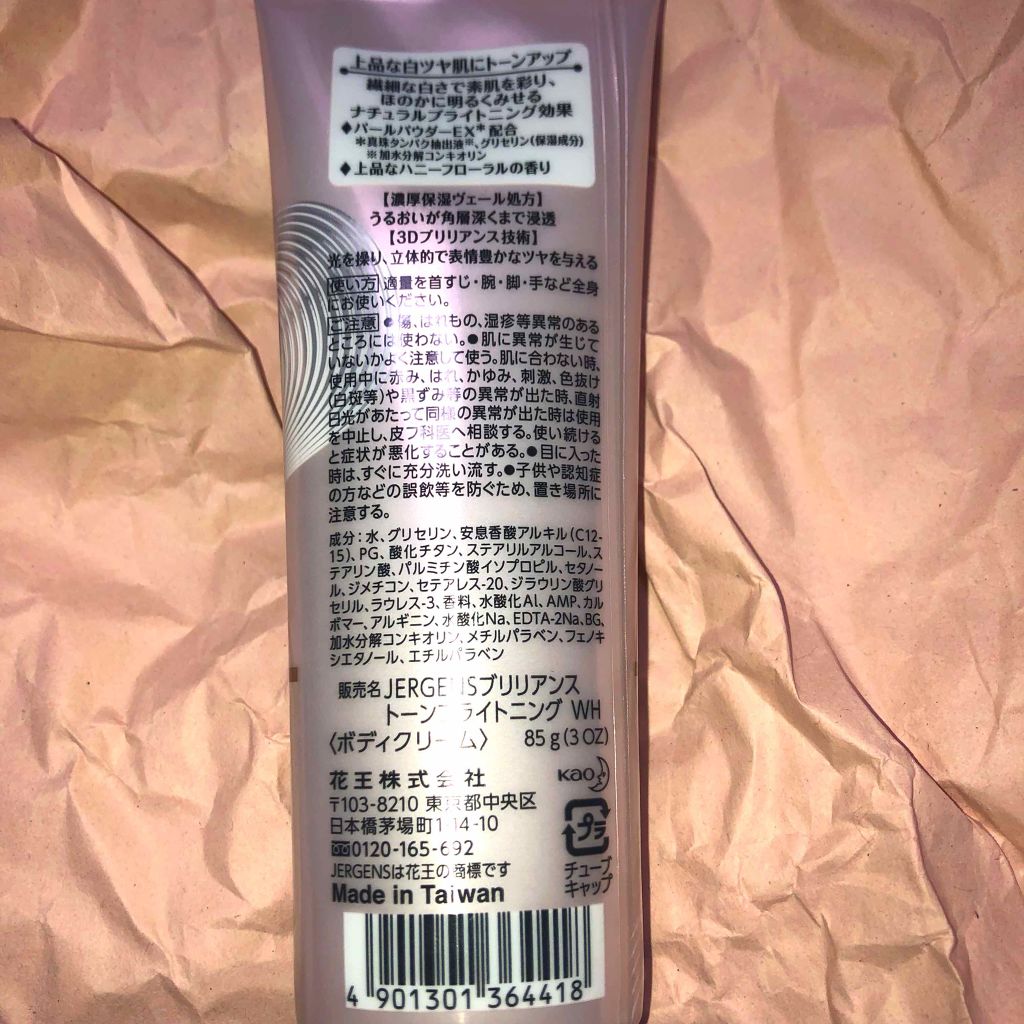 上品な白ツヤ肌にトーンアップ
繊細な白さで素肌を彩り、
ほのかに明るくみせる
ナチュラルブライトニング効果
♦パールパウダーEX*配合
*真珠タンパク抽出液※、グリセリン(保湿成分)
※加水分解コンキオリン
♦上品なハニーフローラルの香り
【濃厚保湿ヴェール処方】
うるおいが角層深くまで浸透
【3Dブリリアンス技術】
光を操り、立体的で表情豊かなツヤを与える
使い方 適量を首すじ・腕・脚・手など全身
にお使いください。
ご注意 ●傷、はれもの、湿疹等異常のある
ところには使わない。●肌に異常が生じて
いないかよく注意して使う。肌に合わない時、
使用中に赤み、はれ、かゆみ、刺激、色抜け
(白斑等)や黒ずみ等の異常が出た時、直射
日光があたって同様の異常が出た時は使用
を中止し、皮フ科医へ相談する。使い続ける
と症状が悪化することがある。●目に入った
時は、すぐに充分洗い流す。●子供や認知症
の方などの誤飲等を防ぐため、置き場所に
注意する。
成分：水、グリセリン、安息香酸アルキル(C12-
15)、PG、酸化チタン、ステアリルアルコール、ス
テアリン酸、パルミチン酸イソプロピル、セタノー
ル、ジメチコン、セテアレス-20、ジラウリン酸グリ
セリル、ラウレス-3、香料、水酸化Al、AMP、カル
ボマー、アルギニン、水酸化Na、EDTA-2Na、BG、
加水分解コンキオリン、メチルパラベン、フェノキ
シエタノール、エチルパラベン
販売名 JERGENSブリリアンス
トーンブライトニング WH
〈ボディクリーム〉 85g(3 OZ)
花王株式会社 Kao
〒103-8210 東京都中央区
日本橋茅場町1-14-10
0120-165-692
JERGENSは花王の商標です
Made in Taiwan
プラ
チューブ
キャップ
4 901301 364418